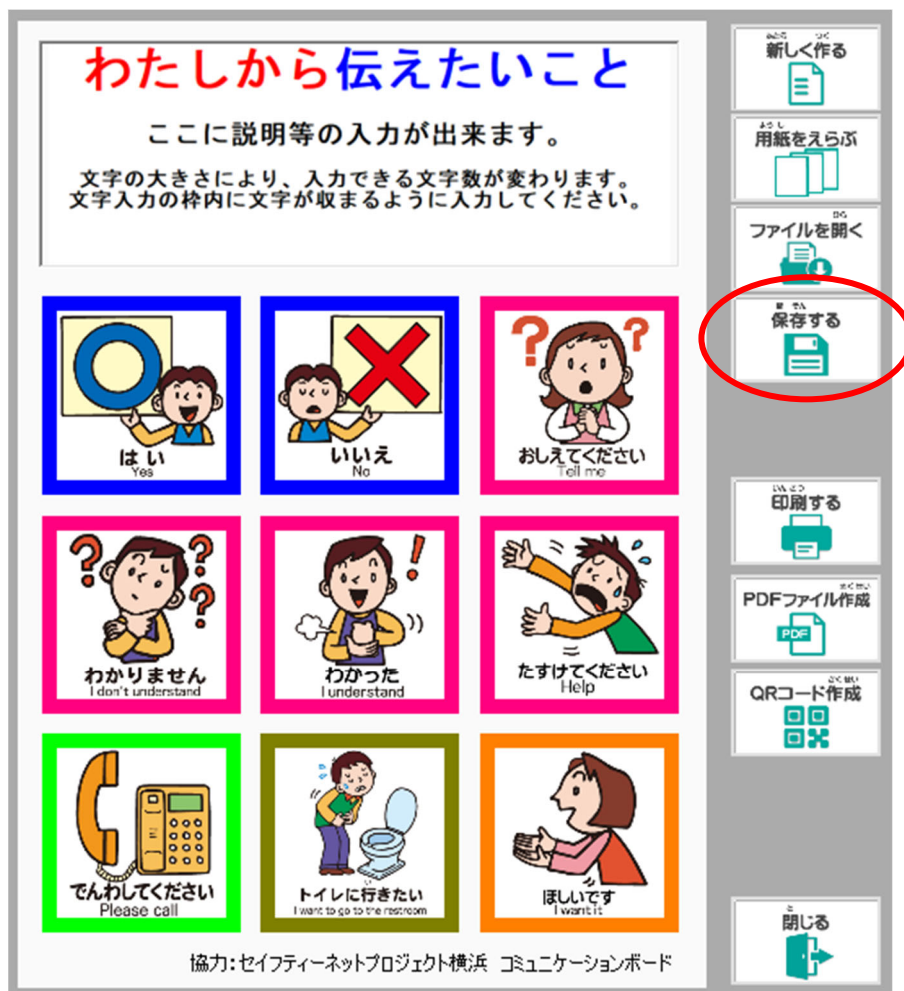 わたしから伝えたいこと
ここに説明等の入力が出来ます。
文字の大きさにより、入力できる文字数が変わります。
文字入力の枠内に文字が収まるように入力してください。
はい
Yes
いいえ
No
おしえてください
Tell me
わかりません
I don't understand
わかった
I understand
たすけてください
Help
でんわしてください
Please call
トイレに行きたい
I want to go to the restroom
ほしいです
I want it
協力：セイフティーネットプロジェクト横浜 コミュニケーションボード
新しく作る
用紙をえらぶ
ファイルを開く
保存する
印刷する
PDFファイル作成
PDF
QRコード作成
閉じる